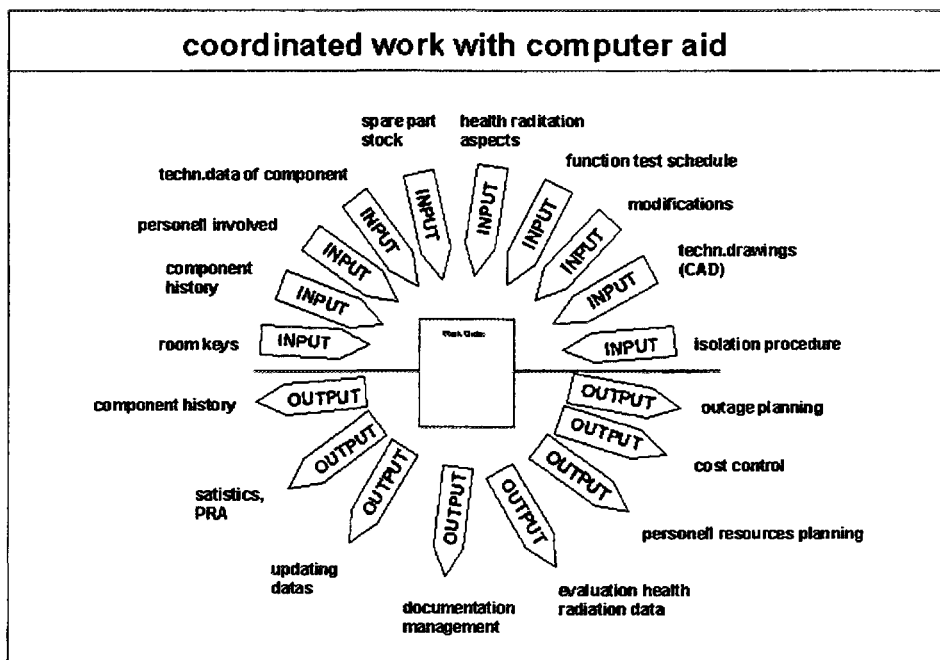 coordinated work with computer aid
spare part
stock
health raditation
aspects
techn.data of component
function test schedule
personell involved
modifications
component
history
techn.drawings
(CAD)
room keys
isolation procedure
INPUT
INPUT
INPUT
INPUT
INPUT
INPUT
INPUT
INPUT
INPUT
INPUT
Work Order
component history
OUTPUT
OUTPUT
OUTPUT
OUTPUT
OUTPUT
OUTPUT
OUTPUT
OUTPUT
outage planning
cost control
satistics,
PRA
personell resources planning
updating
datas
evaluation health
radiation data
documentation
management